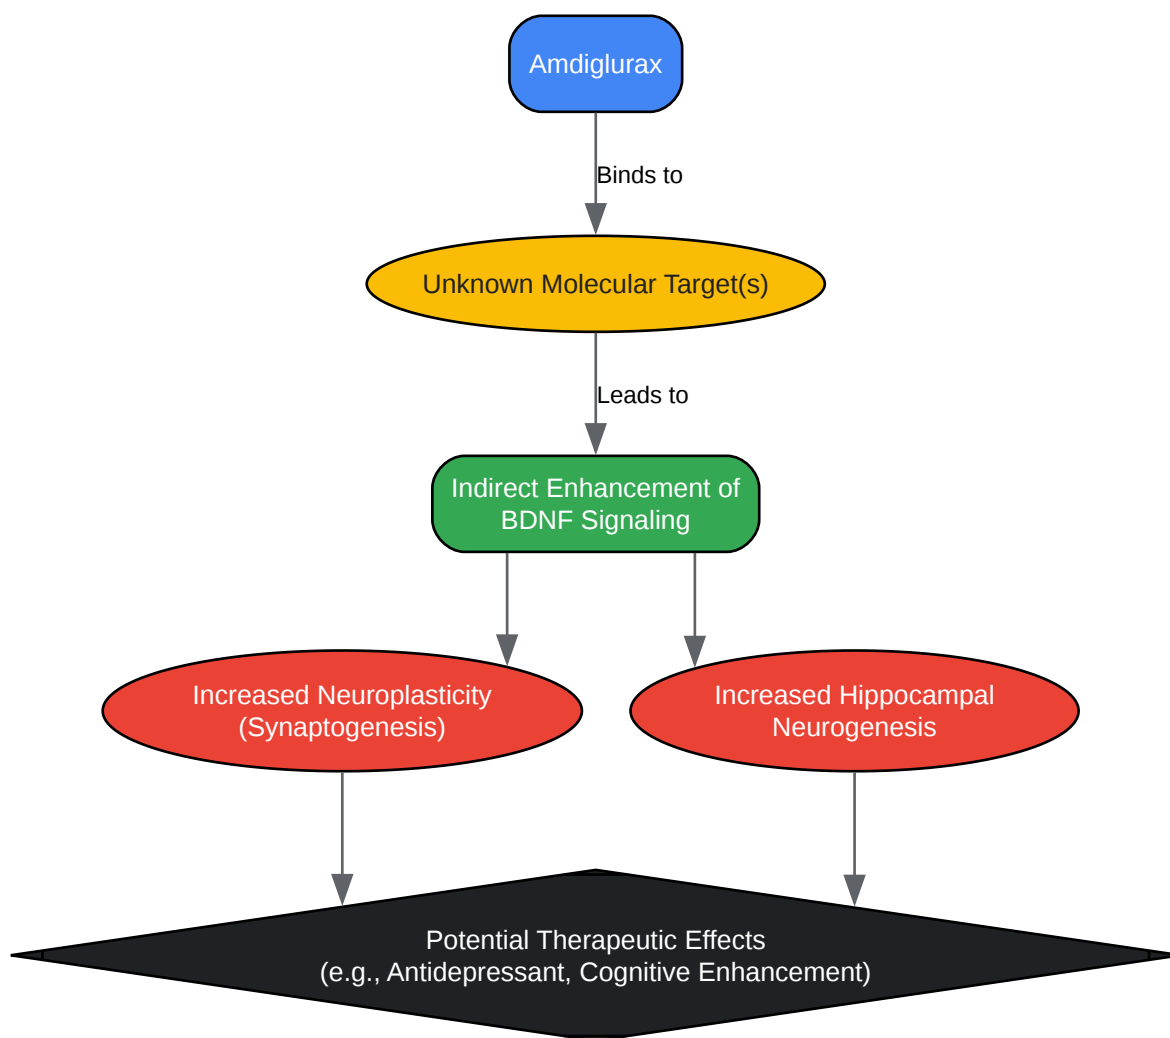 Amdiglurax
Binds to
Unknown Molecular Target(s)
Leads to
Indirect Enhancement of
BDNF Signaling
Increased Neuroplasticity
(Synaptogenesis)
Increased Hippocampal
Neurogenesis
Potential Therapeutic Effects
(e.g., Antidepressant, Cognitive Enhancement)